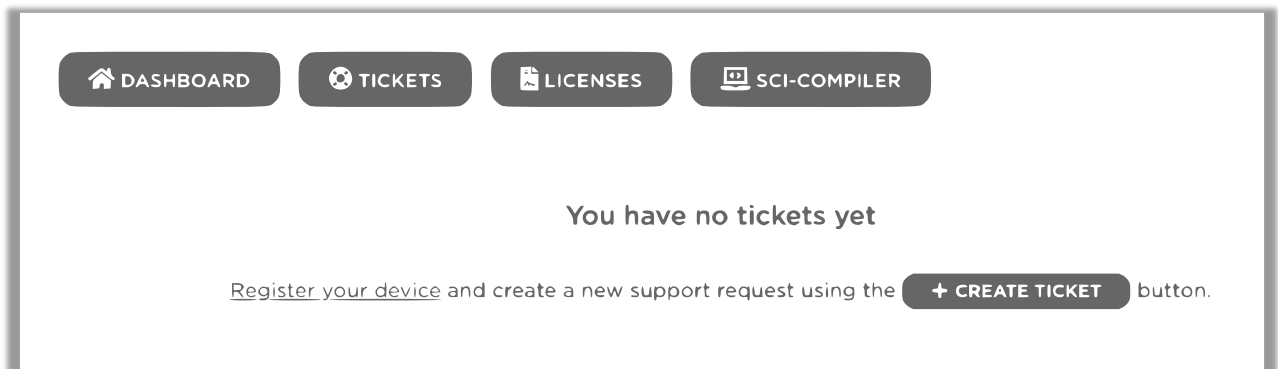 DASHBOARD TICKETS LICENSES SCI-COMPILER
You have no tickets yet
Register your device and create a new support request using the + CREATE TICKET button.